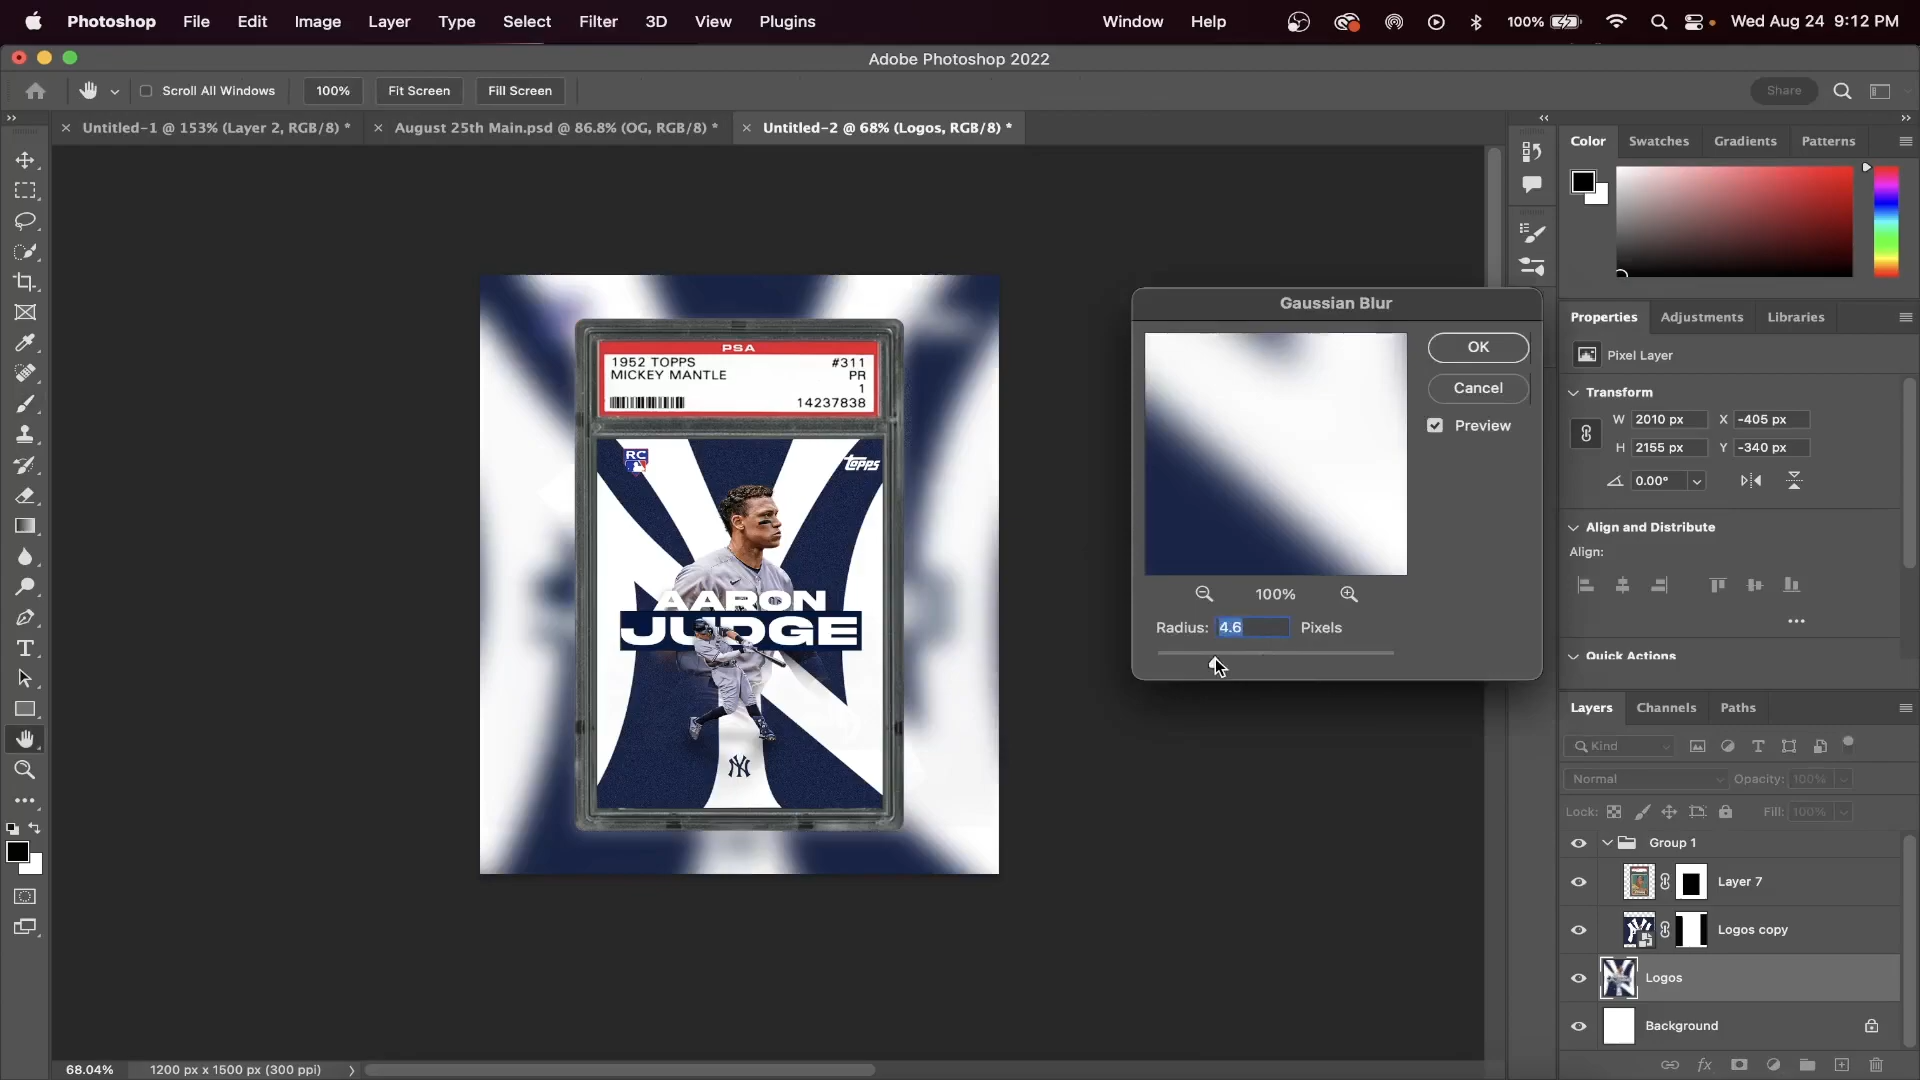 Photoshop File Edit Image Layer Type Select Filter 3D View Plugins Window Help 100% Wed Aug 24 9:12 PM
Adobe Photoshop 2022
Scroll All Windows 100% Fit Screen Fill Screen Share
Untitled-1 @ 153% (Layer 2, RGB/8) * August 25th Main.psd @ 86.8% (OG, RGB/8) * Untitled-2 @ 68% (Logos, RGB/8) *
Color Swatches Gradients Patterns
PSA
1952 TOPPS #311
MICKEY MANTLE PR
1
14237838
RC
topps
AARON
JUDGE
NY
Gaussian Blur
OK
Cancel
Preview
100%
Radius: 4.6 Pixels
Properties Adjustments Libraries
Pixel Layer
Transform
W 2010 px X -405 px
H 2155 px Y -340 px
0.00°
Align and Distribute
Align:
Quick Actions
Layers Channels Paths
Kind
Normal Opacity: 100%
Lock: Fill: 100%
Group 1
Layer 7
Logos copy
Logos
Background
fx
68.04% 1200 px x 1500 px (300 ppi)